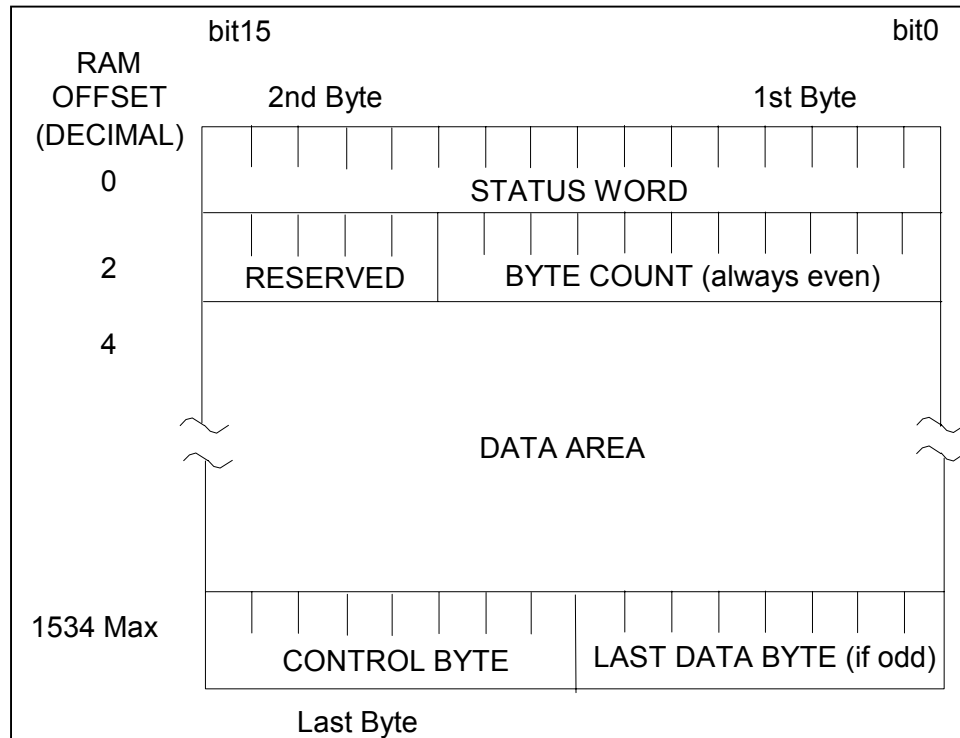 bit15 bit0
RAM
OFFSET
(DECIMAL)
2nd Byte 1st Byte
0 STATUS WORD
2 RESERVED BYTE COUNT (always even)
4
DATA AREA
1534 Max
CONTROL BYTE LAST DATA BYTE (if odd)
Last Byte